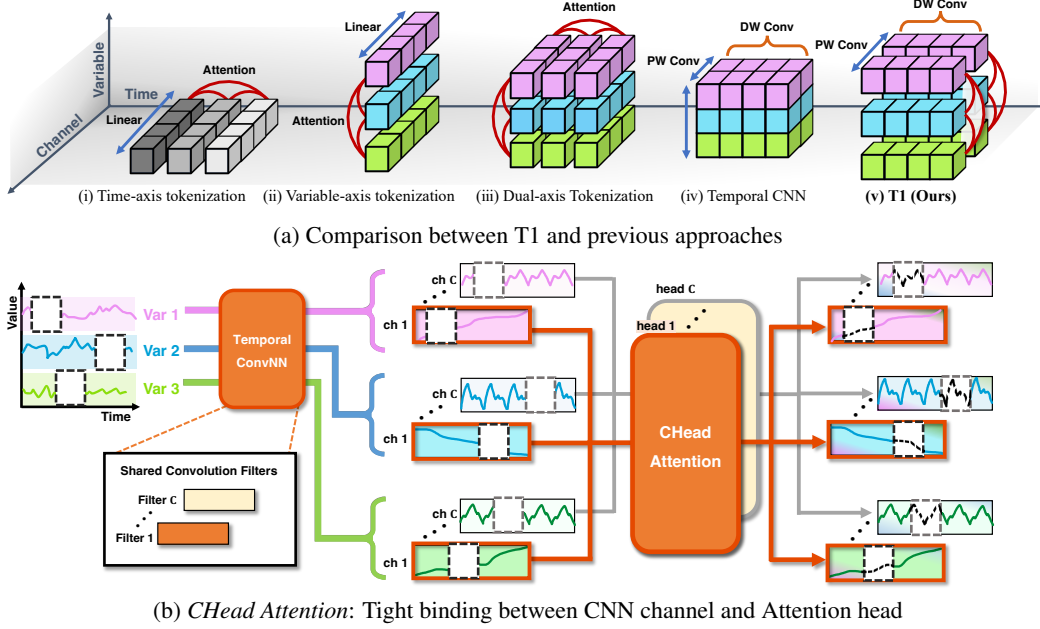 Variable
Time
Channel
Linear
Attention
Linear
Attention
Attention
DW Conv
PW Conv
DW Conv
PW Conv
(i) Time-axis tokenization
(ii) Variable-axis tokenization
(iii) Dual-axis Tokenization
(iv) Temporal CNN
(v) T1 (Ours)
(a) Comparison between T1 and previous approaches
Value
Time
Var 1
Var 2
Var 3
Temporal
ConvNN
Shared Convolution Filters
Filter C
Filter 1
ch C
ch 1
ch C
ch 1
ch C
ch 1
head C
head 1
CHead
Attention
(b) CHead Attention: Tight binding between CNN channel and Attention head